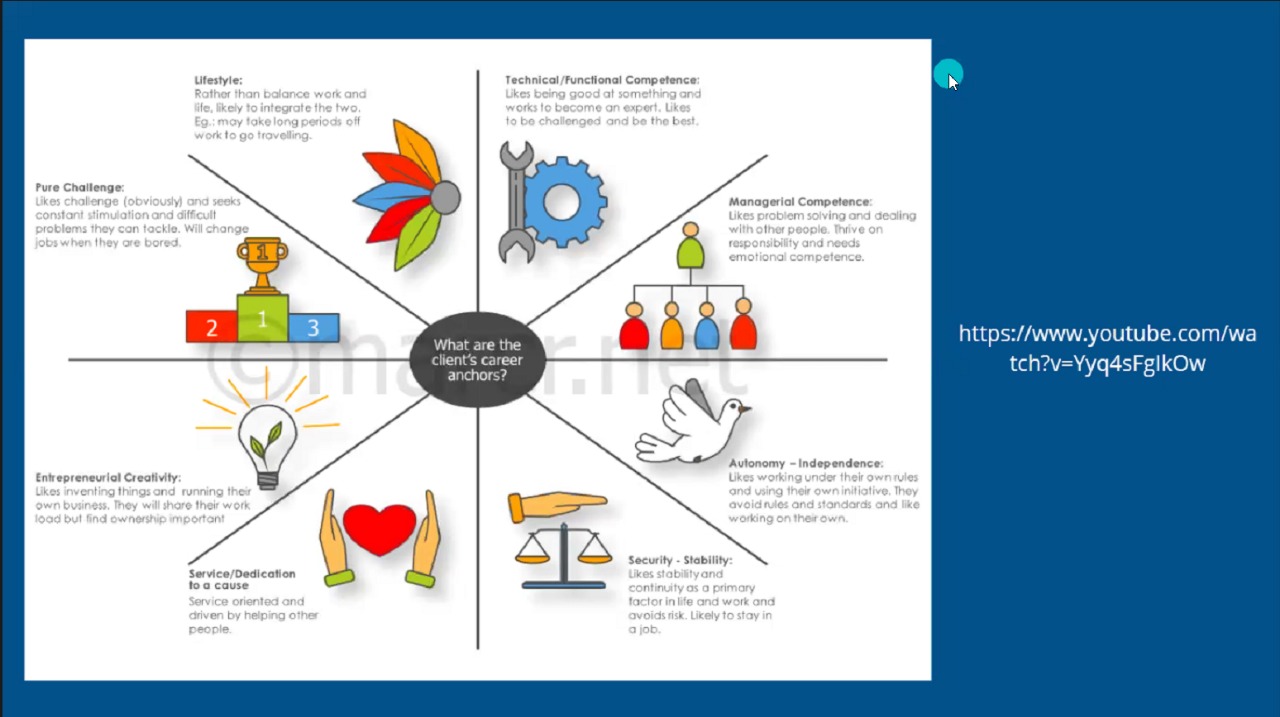 Lifestyle:
Rather than balance work and
life, likely to integrate the two.
Eg.: may take long periods off
work to go travelling.
Technical/Functional Competence:
Likes being good at something and
works to become an expert. Likes
to be challenged and be the best.
Pure Challenge:
Likes challenge (obviously) and seeks
constant stimulation and difficult
problems they can tackle. Will change
jobs when they are bored.
Managerial Competence:
Likes problem solving and dealing
with other people. Thrive on
responsibility and needs
emotional competence.
1
2
1
3
What are the
client's career
anchors?
https://www.youtube.com/wa
tch?v=Yyq4sFgIkOw
Entrepreneurial Creativity:
Likes inventing things and running their
own business. They will share their work
load but find ownership important
Autonomy – Independence:
Likes working under their own rules
and using their own initiative. They
avoid rules and standards and like
working on their own.
Service/Dedication
to a cause
Service oriented and
driven by helping other
people.
Security - Stability:
Likes stability and
continuity as a primary
factor in life and work and
avoids risk. Likely to stay in
a job.